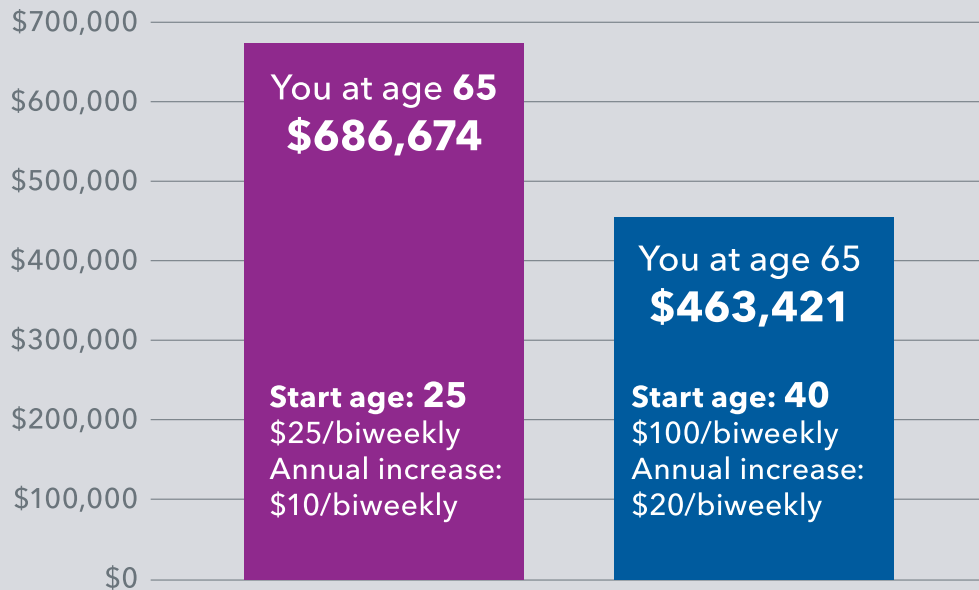 $700,000
$600,000
$500,000
$400,000
$300,000
$200,000
$100,000
$0
You at age 65
$686,674
Start age: 25
$25/biweekly
Annual increase:
$10/biweekly
You at age 65
$463,421
Start age: 40
$100/biweekly
Annual increase:
$20/biweekly